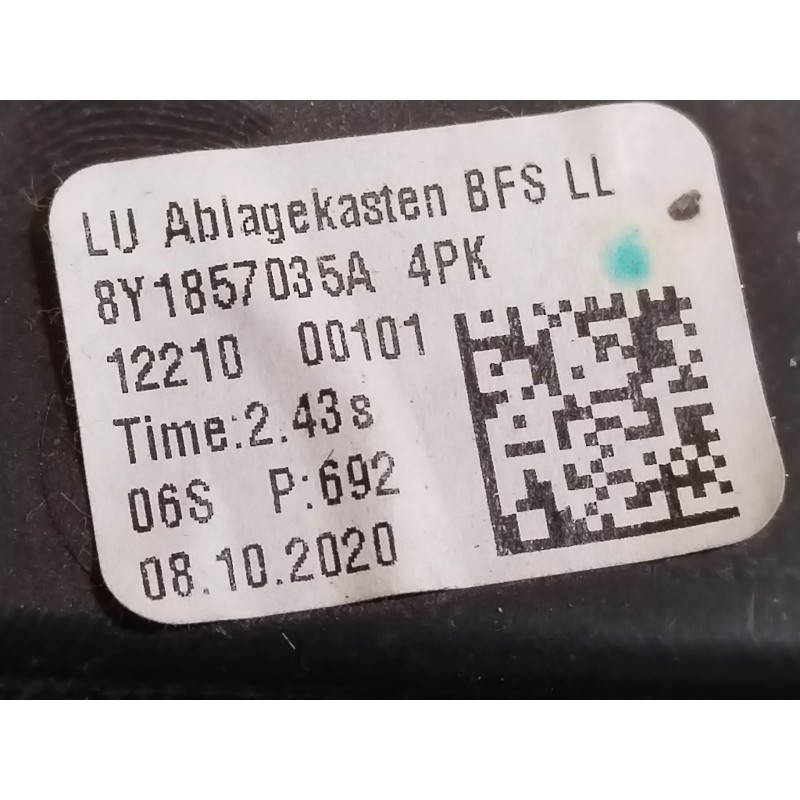 LU Ablagekasten BFS LL
8Y1857035A 4PK
12210 00101
Time:2.43s
06S P:692
08.10.2020